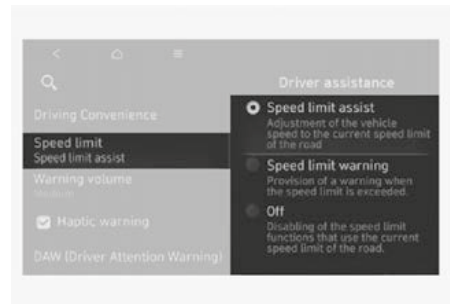 Driver assistance
Driving Convenience
Speed limit
Speed limit assist
Warning volume
Medium
Haptic warning
DAW (Driver Attention Warning)
Speed limit assist
Adjustment of the vehicle
speed to the current speed limit
of the road
Speed limit warning
Provision of a warning when
the speed limit is exceeded.
Off
Disabling of the speed limit
functions that use the current
speed limit of the road.